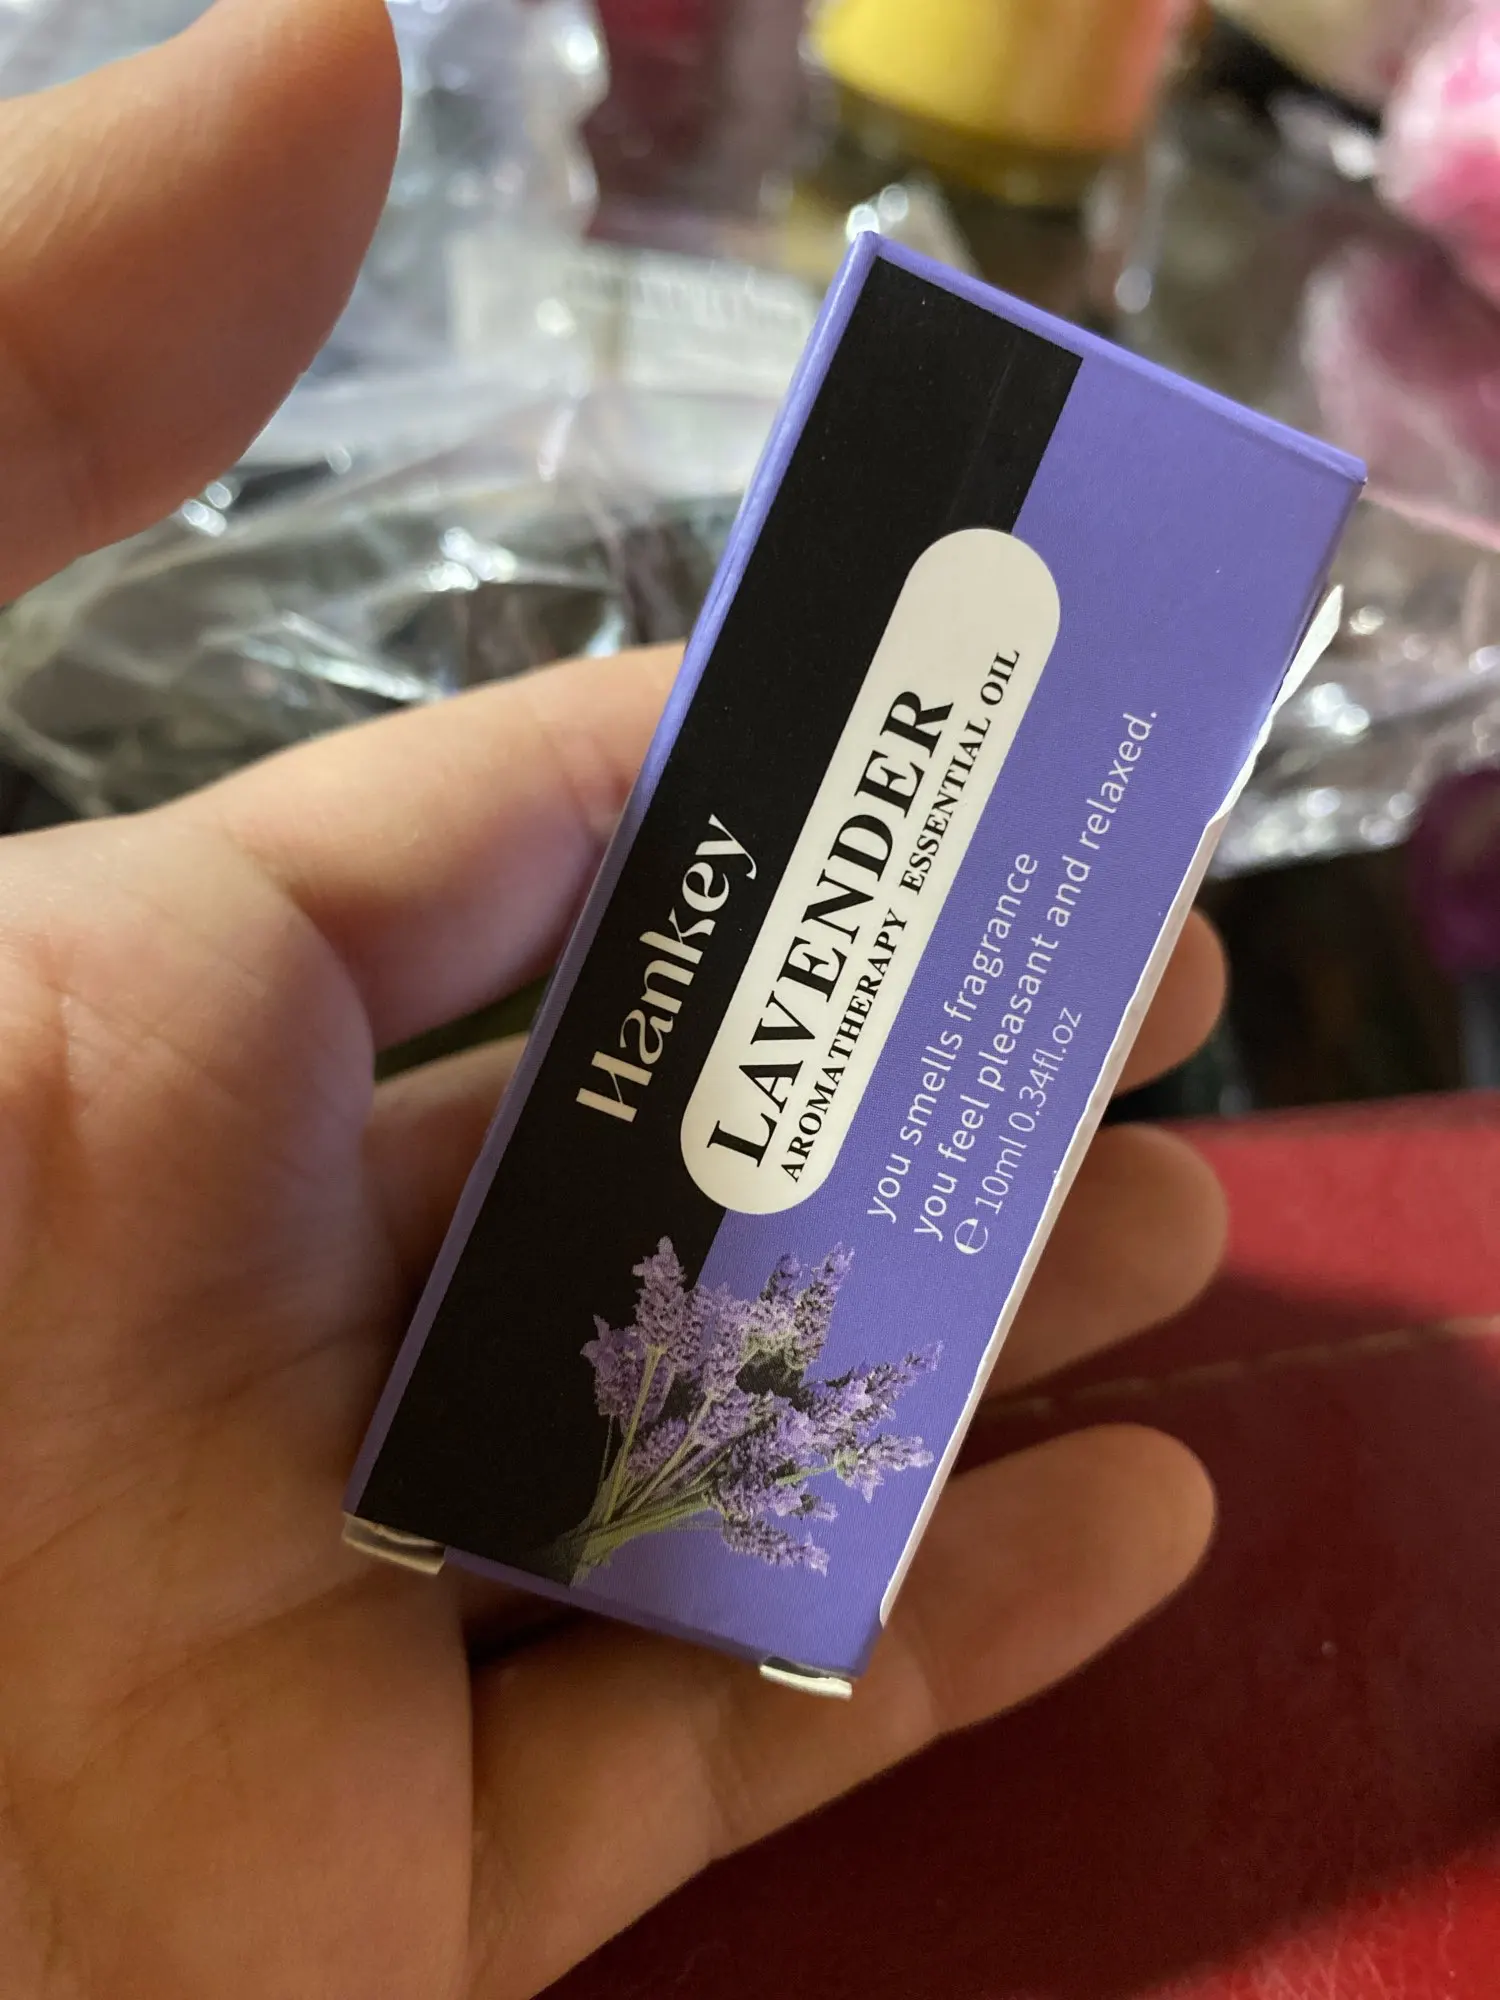 Hankey
LAVENDER
AROMATHERAPY ESSENTIAL OIL
you smells fragrance
you feel pleasant and relaxed.
℮ 10ml 0.34fl.oz